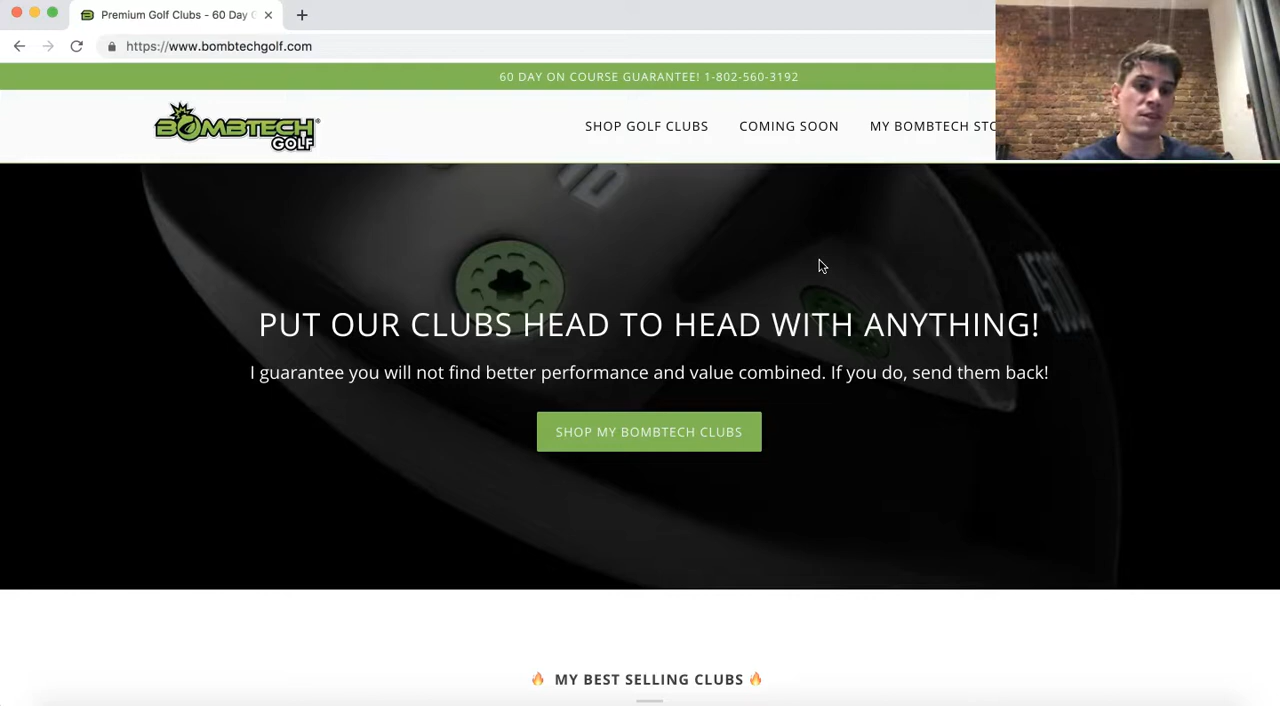 Premium Golf Clubs - 60 Day
https://www.bombtechgolf.com
60 DAY ON COURSE GUARANTEE! 1-802-560-3192
BOMBTECH®
GOLF
SHOP GOLF CLUBS
COMING SOON
MY BOMBTECH STO
PUT OUR CLUBS HEAD TO HEAD WITH ANYTHING!
I guarantee you will not find better performance and value combined. If you do, send them back!
SHOP MY BOMBTECH CLUBS
🔥 MY BEST SELLING CLUBS 🔥